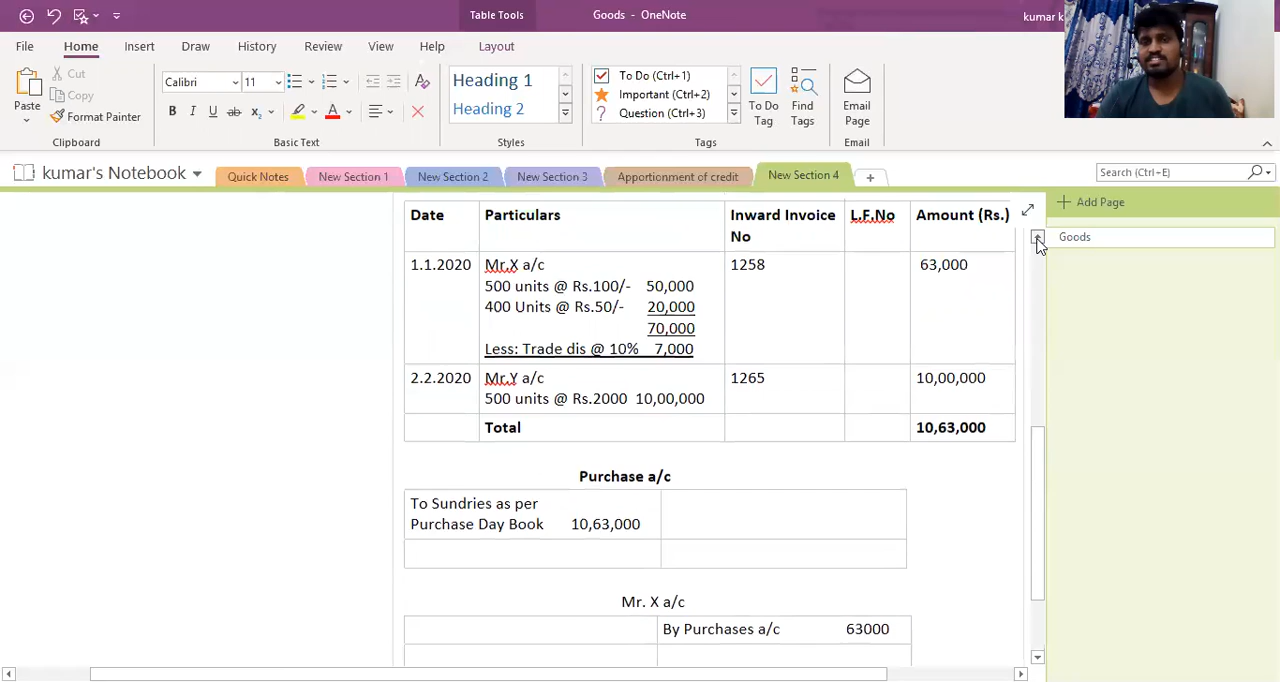 Table Tools
Goods - OneNote
kumar k
File Home Insert Draw History Review View Help Layout
Paste
Cut
Copy
Format Painter
Clipboard
Calibri 11
B I U ab x₂ A
Basic Text
Heading 1
Heading 2
Styles
To Do (Ctrl+1)
Important (Ctrl+2)
? Question (Ctrl+3)
To Do Tag
Find Tags
Tags
Email Page
Email
kumar's Notebook
Quick Notes New Section 1 New Section 2 New Section 3 Apportionment of credit New Section 4 +
Search (Ctrl+E)
+ Add Page
Goods
Date Particulars Inward Invoice No L.F.No Amount (Rs.)
1.1.2020 Mr.X a/c 1258 63,000
500 units @ Rs.100/- 50,000
400 Units @ Rs.50/- 20,000
70,000
Less: Trade dis @ 10% 7,000
2.2.2020 Mr.Y a/c 1265 10,00,000
500 units @ Rs.2000 10,00,000
Total 10,63,000
Purchase a/c
To Sundries as per
Purchase Day Book 10,63,000
Mr. X a/c
By Purchases a/c 63000